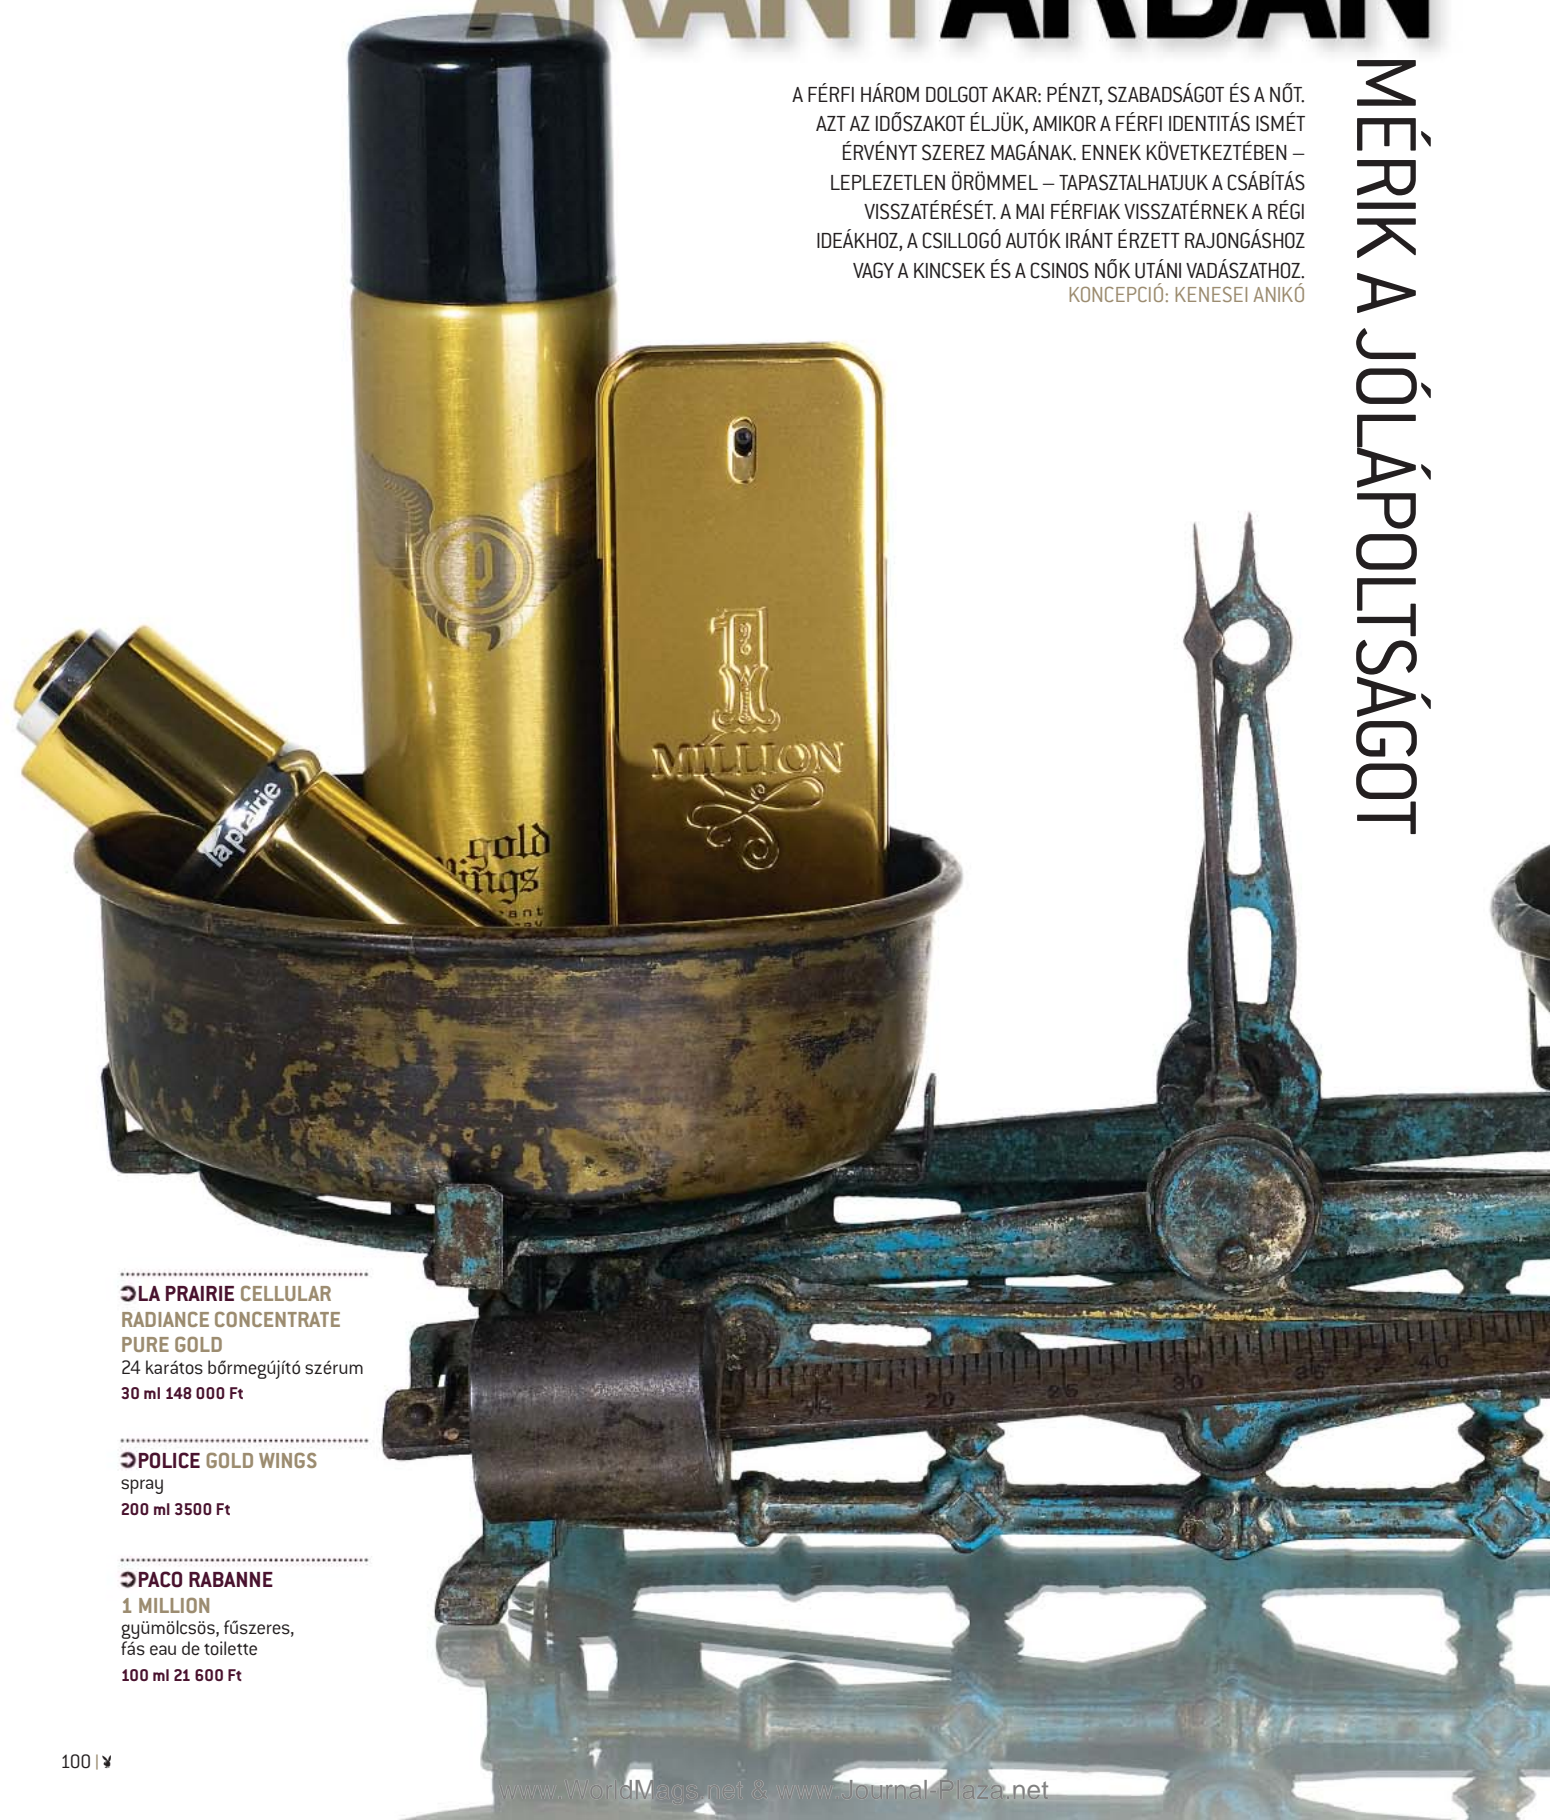 ARANYÁRBAN
MÉRIK A JÓLÁPOLTSÁGOT
A FÉRFI HÁROM DOLGOT AKAR: PÉNZT, SZABADSÁGOT ÉS A NŐT.
AZT AZ IDŐSZAKOT ÉLJÜK, AMIKOR A FÉRFI IDENTITÁS ISMÉT
ÉRVÉNYT SZEREZ MAGÁNAK. ENNEK KÖVETKEZTÉBEN –
LEPLEZETLEN ÖRÖMMEL – TAPASZTALHATJUK A CSÁBÍTÁS
VISSZATÉRÉSÉT. A MAI FÉRFIAK VISSZATÉRNEK A RÉGI
IDEÁKHOZ, A CSILLOGÓ AUTÓK IRÁNT ÉRZETT RAJONGÁSHOZ
VAGY A KINCSEK ÉS A CSINOS NŐK UTÁNI VADÁSZATHOZ.
KONCEPCIÓ: KENESEI ANIKÓ
p
1
MILLION
la prairie
gold
wings
20
25
30
35
40
LA PRAIRIE CELLULAR
RADIANCE CONCENTRATE
PURE GOLD
24 karátos bőrmegújító szérum
30 ml 148 000 Ft
POLICE GOLD WINGS
spray
200 ml 3500 Ft
PACO RABANNE
1 MILLION
gyümölcsös, fűszeres,
fás eau de toilette
100 ml 21 600 Ft
100 |
www.WorldMags.net & www.Journal-Plaza.net